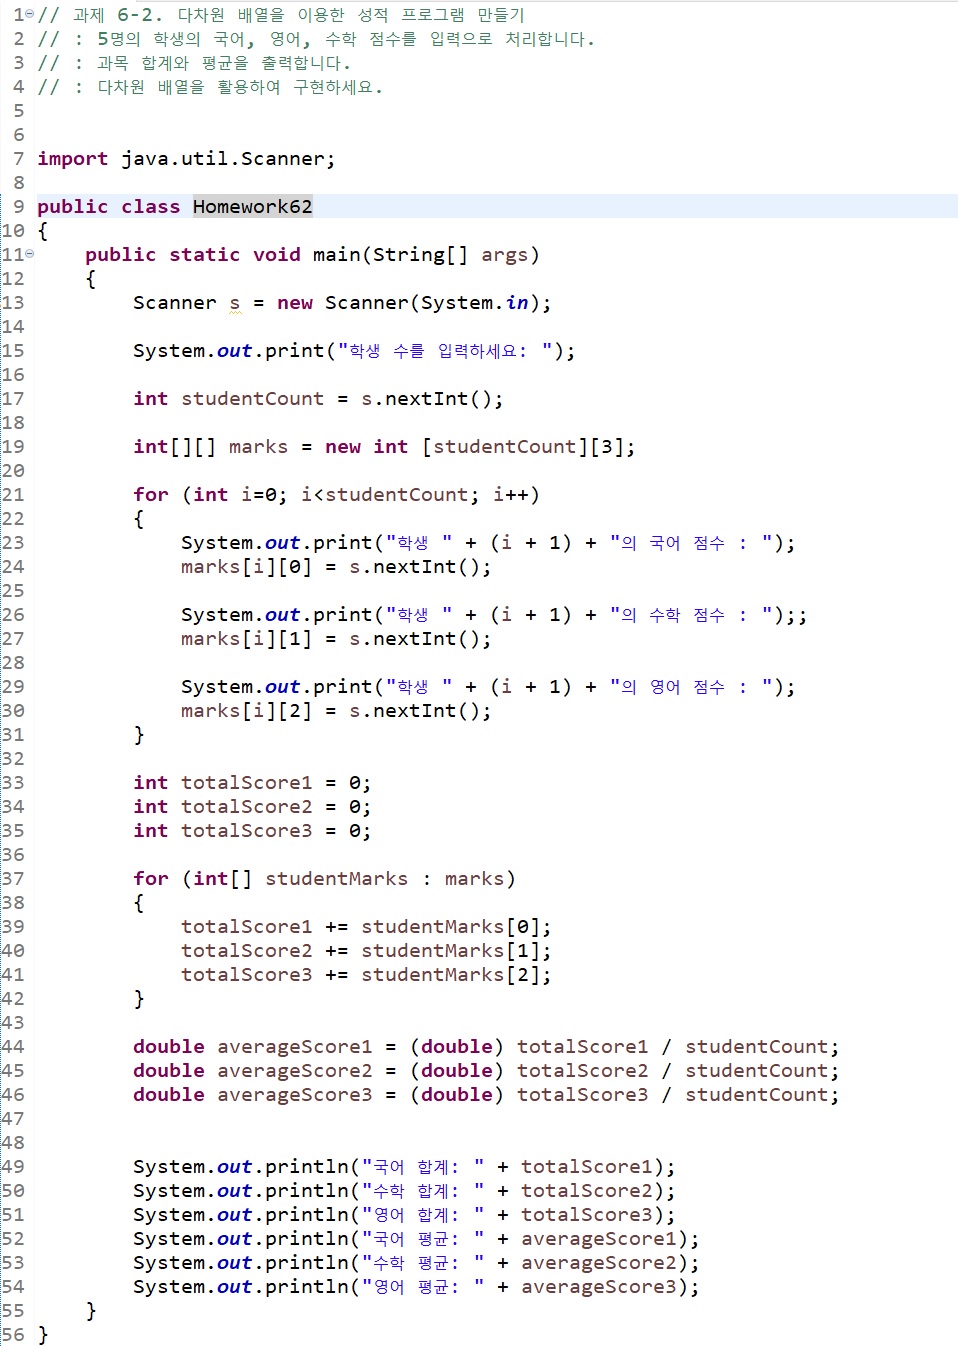 1 // 과제 6-2. 다차원 배열을 이용한 성적 프로그램 만들기
2 // : 5명의 학생의 국어, 영어, 수학 점수를 입력으로 처리합니다.
3 // : 과목 합계와 평균을 출력합니다.
4 // : 다차원 배열을 활용하여 구현하세요.
5
6
7 import java.util.Scanner;
8
9 public class Homework62
10 {
11     public static void main(String[] args)
12     {
13         Scanner s = new Scanner(System.in);
14
15         System.out.print("학생 수를 입력하세요: ");
16
17         int studentCount = s.nextInt();
18
19         int[][] marks = new int [studentCount][3];
20
21         for (int i=0; i<studentCount; i++)
22         {
23             System.out.print("학생 " + (i + 1) + "의 국어 점수 : ");
24             marks[i][0] = s.nextInt();
25
26             System.out.print("학생 " + (i + 1) + "의 수학 점수 : ");;
27             marks[i][1] = s.nextInt();
28
29             System.out.print("학생 " + (i + 1) + "의 영어 점수 : ");
30             marks[i][2] = s.nextInt();
31         }
32
33         int totalScore1 = 0;
34         int totalScore2 = 0;
35         int totalScore3 = 0;
36
37         for (int[] studentMarks : marks)
38         {
39             totalScore1 += studentMarks[0];
40             totalScore2 += studentMarks[1];
41             totalScore3 += studentMarks[2];
42         }
43
44         double averageScore1 = (double) totalScore1 / studentCount;
45         double averageScore2 = (double) totalScore2 / studentCount;
46         double averageScore3 = (double) totalScore3 / studentCount;
47
48
49         System.out.println("국어 합계: " + totalScore1);
50         System.out.println("수학 합계: " + totalScore2);
51         System.out.println("영어 합계: " + totalScore3);
52         System.out.println("국어 평균: " + averageScore1);
53         System.out.println("수학 평균: " + averageScore2);
54         System.out.println("영어 평균: " + averageScore3);
55     }
56 }